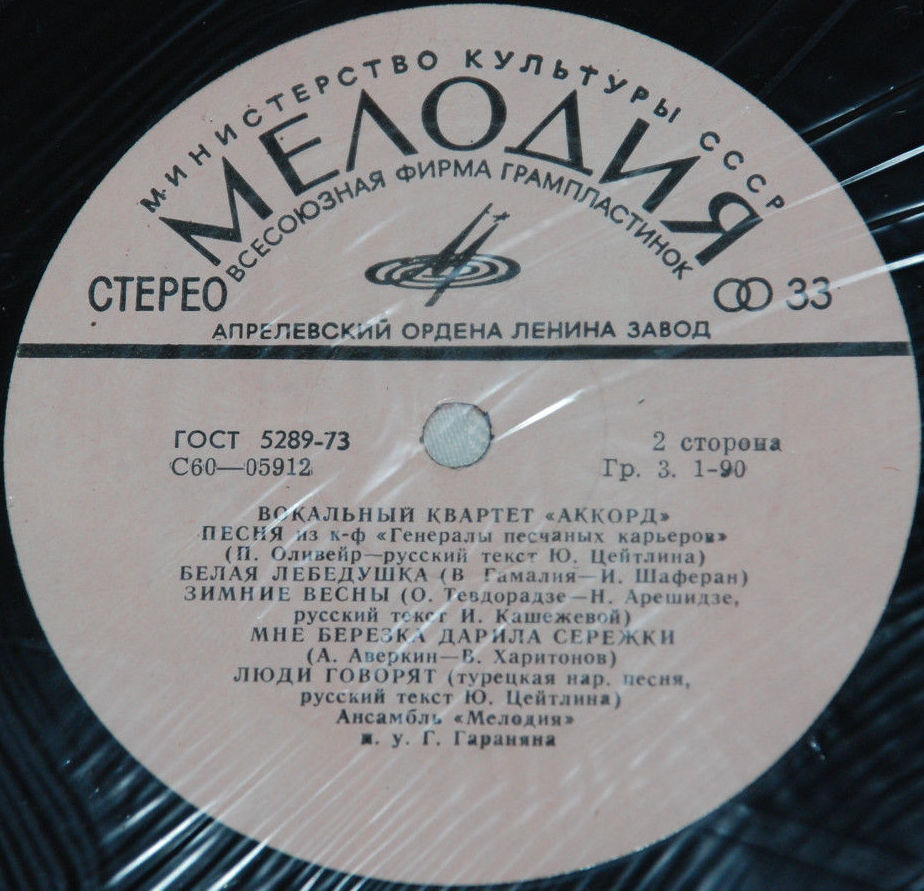 МИНИСТЕРСТВО КУЛЬТУРЫ СССР
МЕЛОДИЯ
ВСЕСОЮЗНАЯ ФИРМА ГРАМПЛАСТИНОК
СТЕРЕО
33
АПРЕЛЕВСКИЙ ОРДЕНА ЛЕНИНА ЗАВОД
ГОСТ 5289-73
2 сторона
С60—05912
Гр. 3. 1-90
ВОКАЛЬНЫЙ КВАРТЕТ «АККОРД»
ПЕСНЯ из к-ф «Генералы песчаных карьеров»
(П. Оливейр—русский текст Ю. Цейтлина)
БЕЛАЯ ЛЕБЕДУШКА (В Гамалия—И. Шаферан)
ЗИМНИЕ ВЕСНЫ (О. Тевдорадзе—Н. Арешидзе,
русский текст И. Кашежевой)
МНЕ БЕРЕЗКА ДАРИЛА СЕРЕЖКИ
(А. Аверкин—В. Харитонов)
ЛЮДИ ГОВОРЯТ (турецкая нар. песня,
русский текст Ю. Цейтлина)
Ансамбль «Мелодия»
п. у. Г. Гараняна